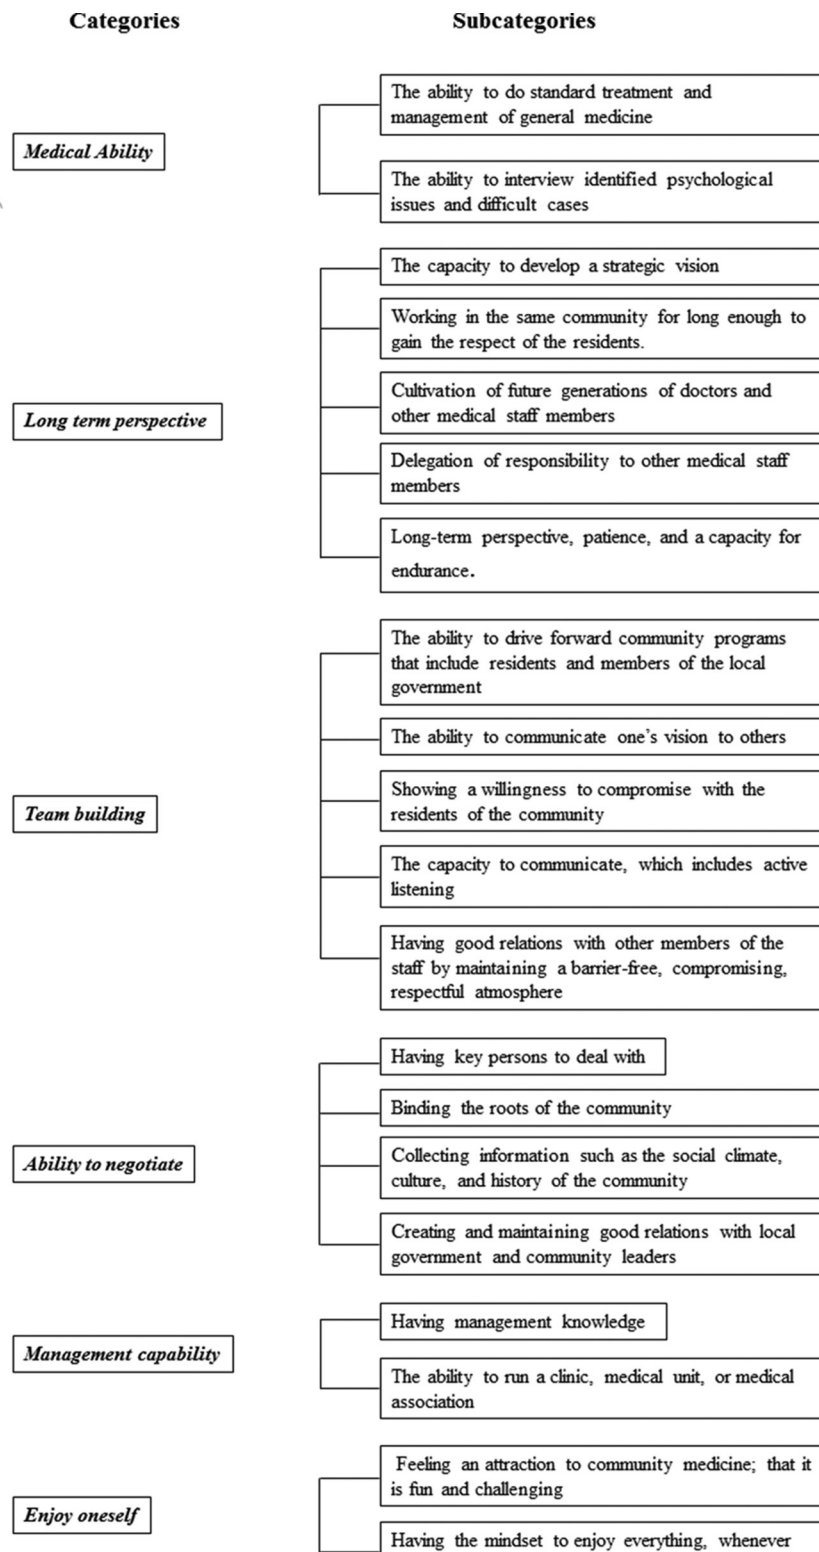 Categories
Subcategories
Medical Ability
The ability to do standard treatment and
management of general medicine
The ability to interview identified psychological
issues and difficult cases
Long term perspective
The capacity to develop a strategic vision
Working in the same community for long enough to
gain the respect of the residents.
Cultivation of future generations of doctors and
other medical staff members
Delegation of responsibility to other medical staff
members
Long-term perspective, patience, and a capacity for
endurance.
Team building
The ability to drive forward community programs
that include residents and members of the local
government
The ability to communicate one's vision to others
Showing a willingness to compromise with the
residents of the community
The capacity to communicate, which includes active
listening
Having good relations with other members of the
staff by maintaining a barrier-free, compromising,
respectful atmosphere
Ability to negotiate
Having key persons to deal with
Binding the roots of the community
Collecting information such as the social climate,
culture, and history of the community
Creating and maintaining good relations with local
government and community leaders
Management capability
Having management knowledge
The ability to run a clinic, medical unit, or medical
association
Enjoy oneself
Feeling an attraction to community medicine; that it
is fun and challenging
Having the mindset to enjoy everything, whenever